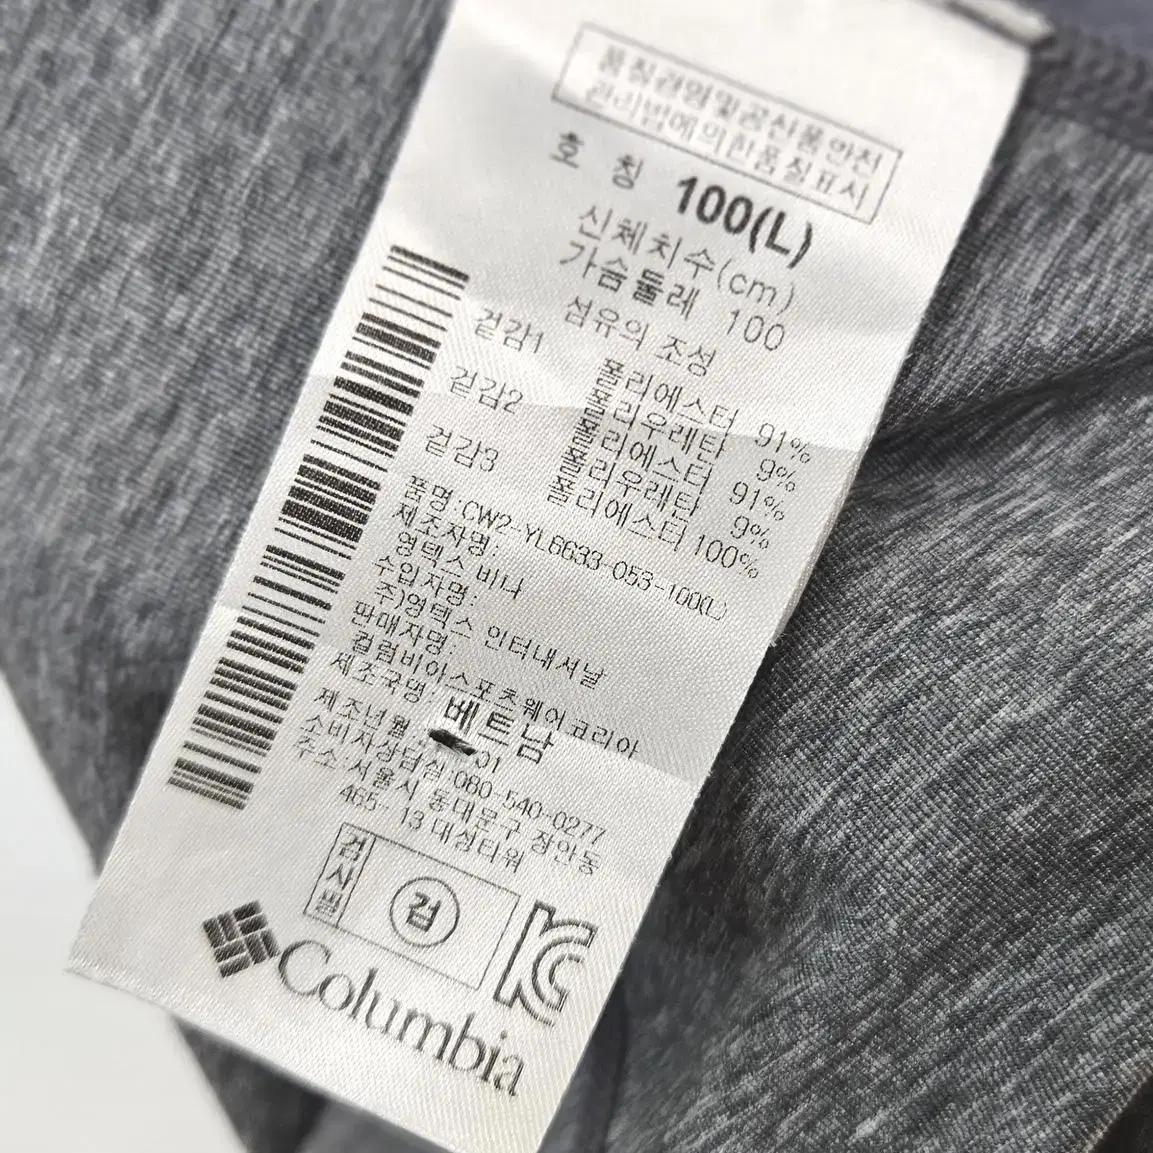 품질경영및공산품안전
관리법에의한품질표시
호 칭 100(L)
신체치수(cm)
가슴둘레 100
섬유의 조성
겉감1 폴리에스터 91%
폴리우레탄 9%
겉감2 폴리에스터 91%
폴리우레탄 9%
겉감3 폴리에스터 100%
품명:CW2-YL6633-053-100(L)
제조자명:
영텍스 비나
수입자명:
주)영텍스 인터내셔날
판매자명:
컬럼비아스포츠웨어코리아
제조국명:베트남
제조년월: 01
소비자상담실:080-540-0277
주소:서울시 동대문구 장안동
465-13 대성타워
검사필
검
Columbia